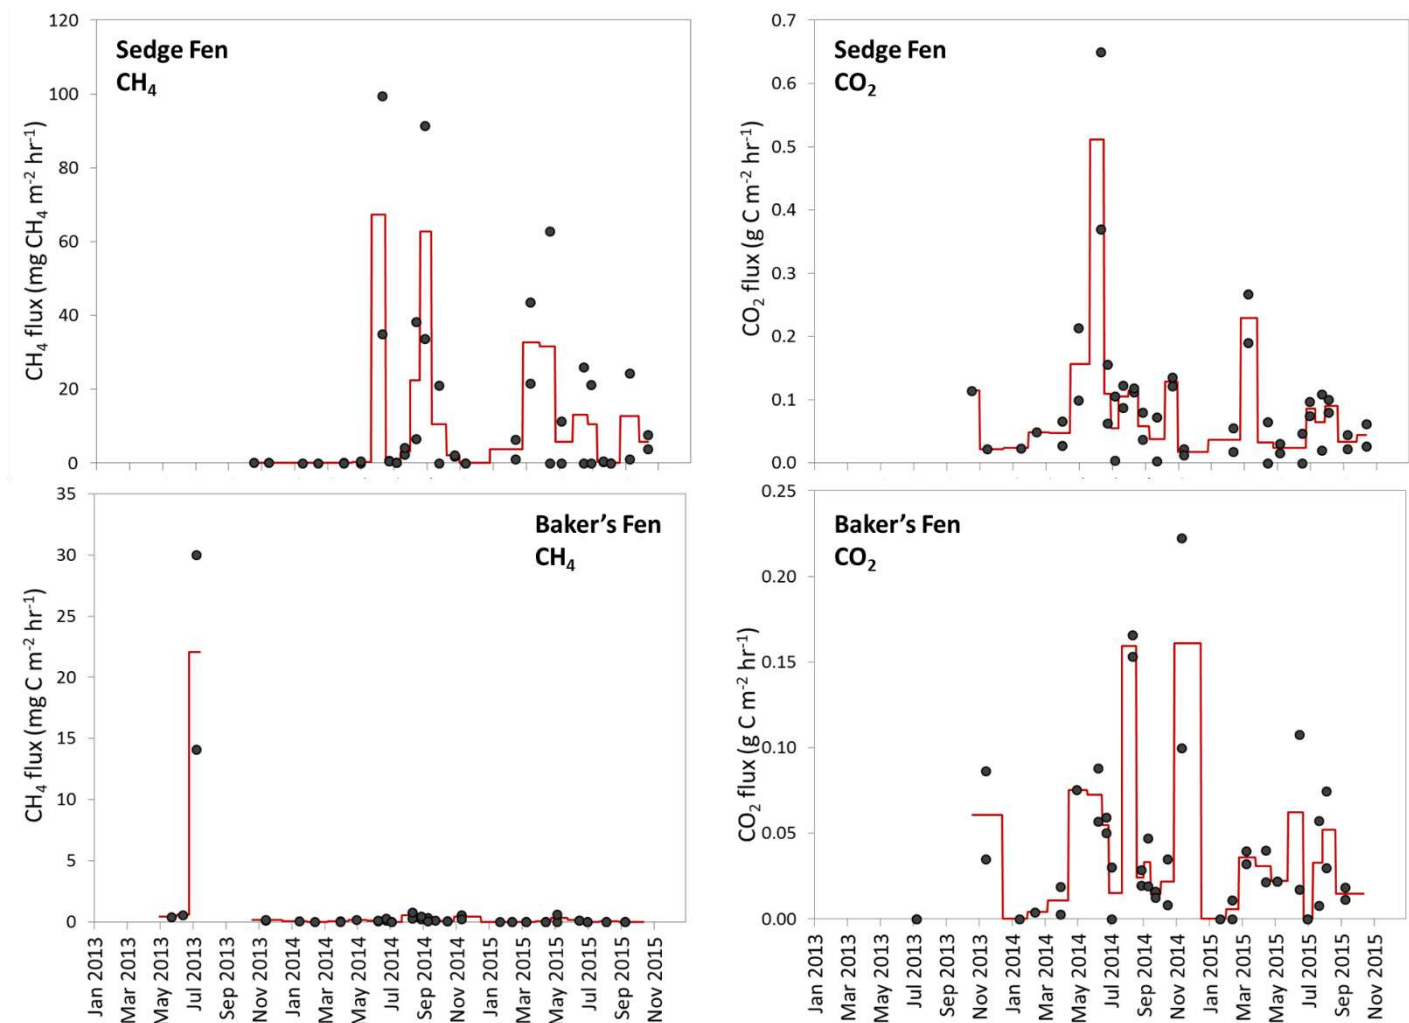 120
100
80
60
40
20
0
CH4 flux (mg CH4 m-2 hr-1)
Sedge Fen
CH4
0.7
0.6
0.5
0.4
0.3
0.2
0.1
0.0
CO2 flux (g C m-2 hr-1)
Sedge Fen
CO2
35
30
25
20
15
10
5
0
CH4 flux (mg C m-2 hr-1)
Baker’s Fen
CH4
Jan 2013
Mar 2013
May 2013
Jul 2013
Sep 2013
Nov 2013
Jan 2014
Mar 2014
May 2014
Jul 2014
Sep 2014
Nov 2014
Jan 2015
Mar 2015
May 2015
Jul 2015
Sep 2015
Nov 2015
0.25
0.20
0.15
0.10
0.05
0.00
CO2 flux (g C m-2 hr-1)
Baker’s Fen
CO2
Jan 2013
Mar 2013
May 2013
Jul 2013
Sep 2013
Nov 2013
Jan 2014
Mar 2014
May 2014
Jul 2014
Sep 2014
Nov 2014
Jan 2015
Mar 2015
May 2015
Jul 2015
Sep 2015
Nov 2015